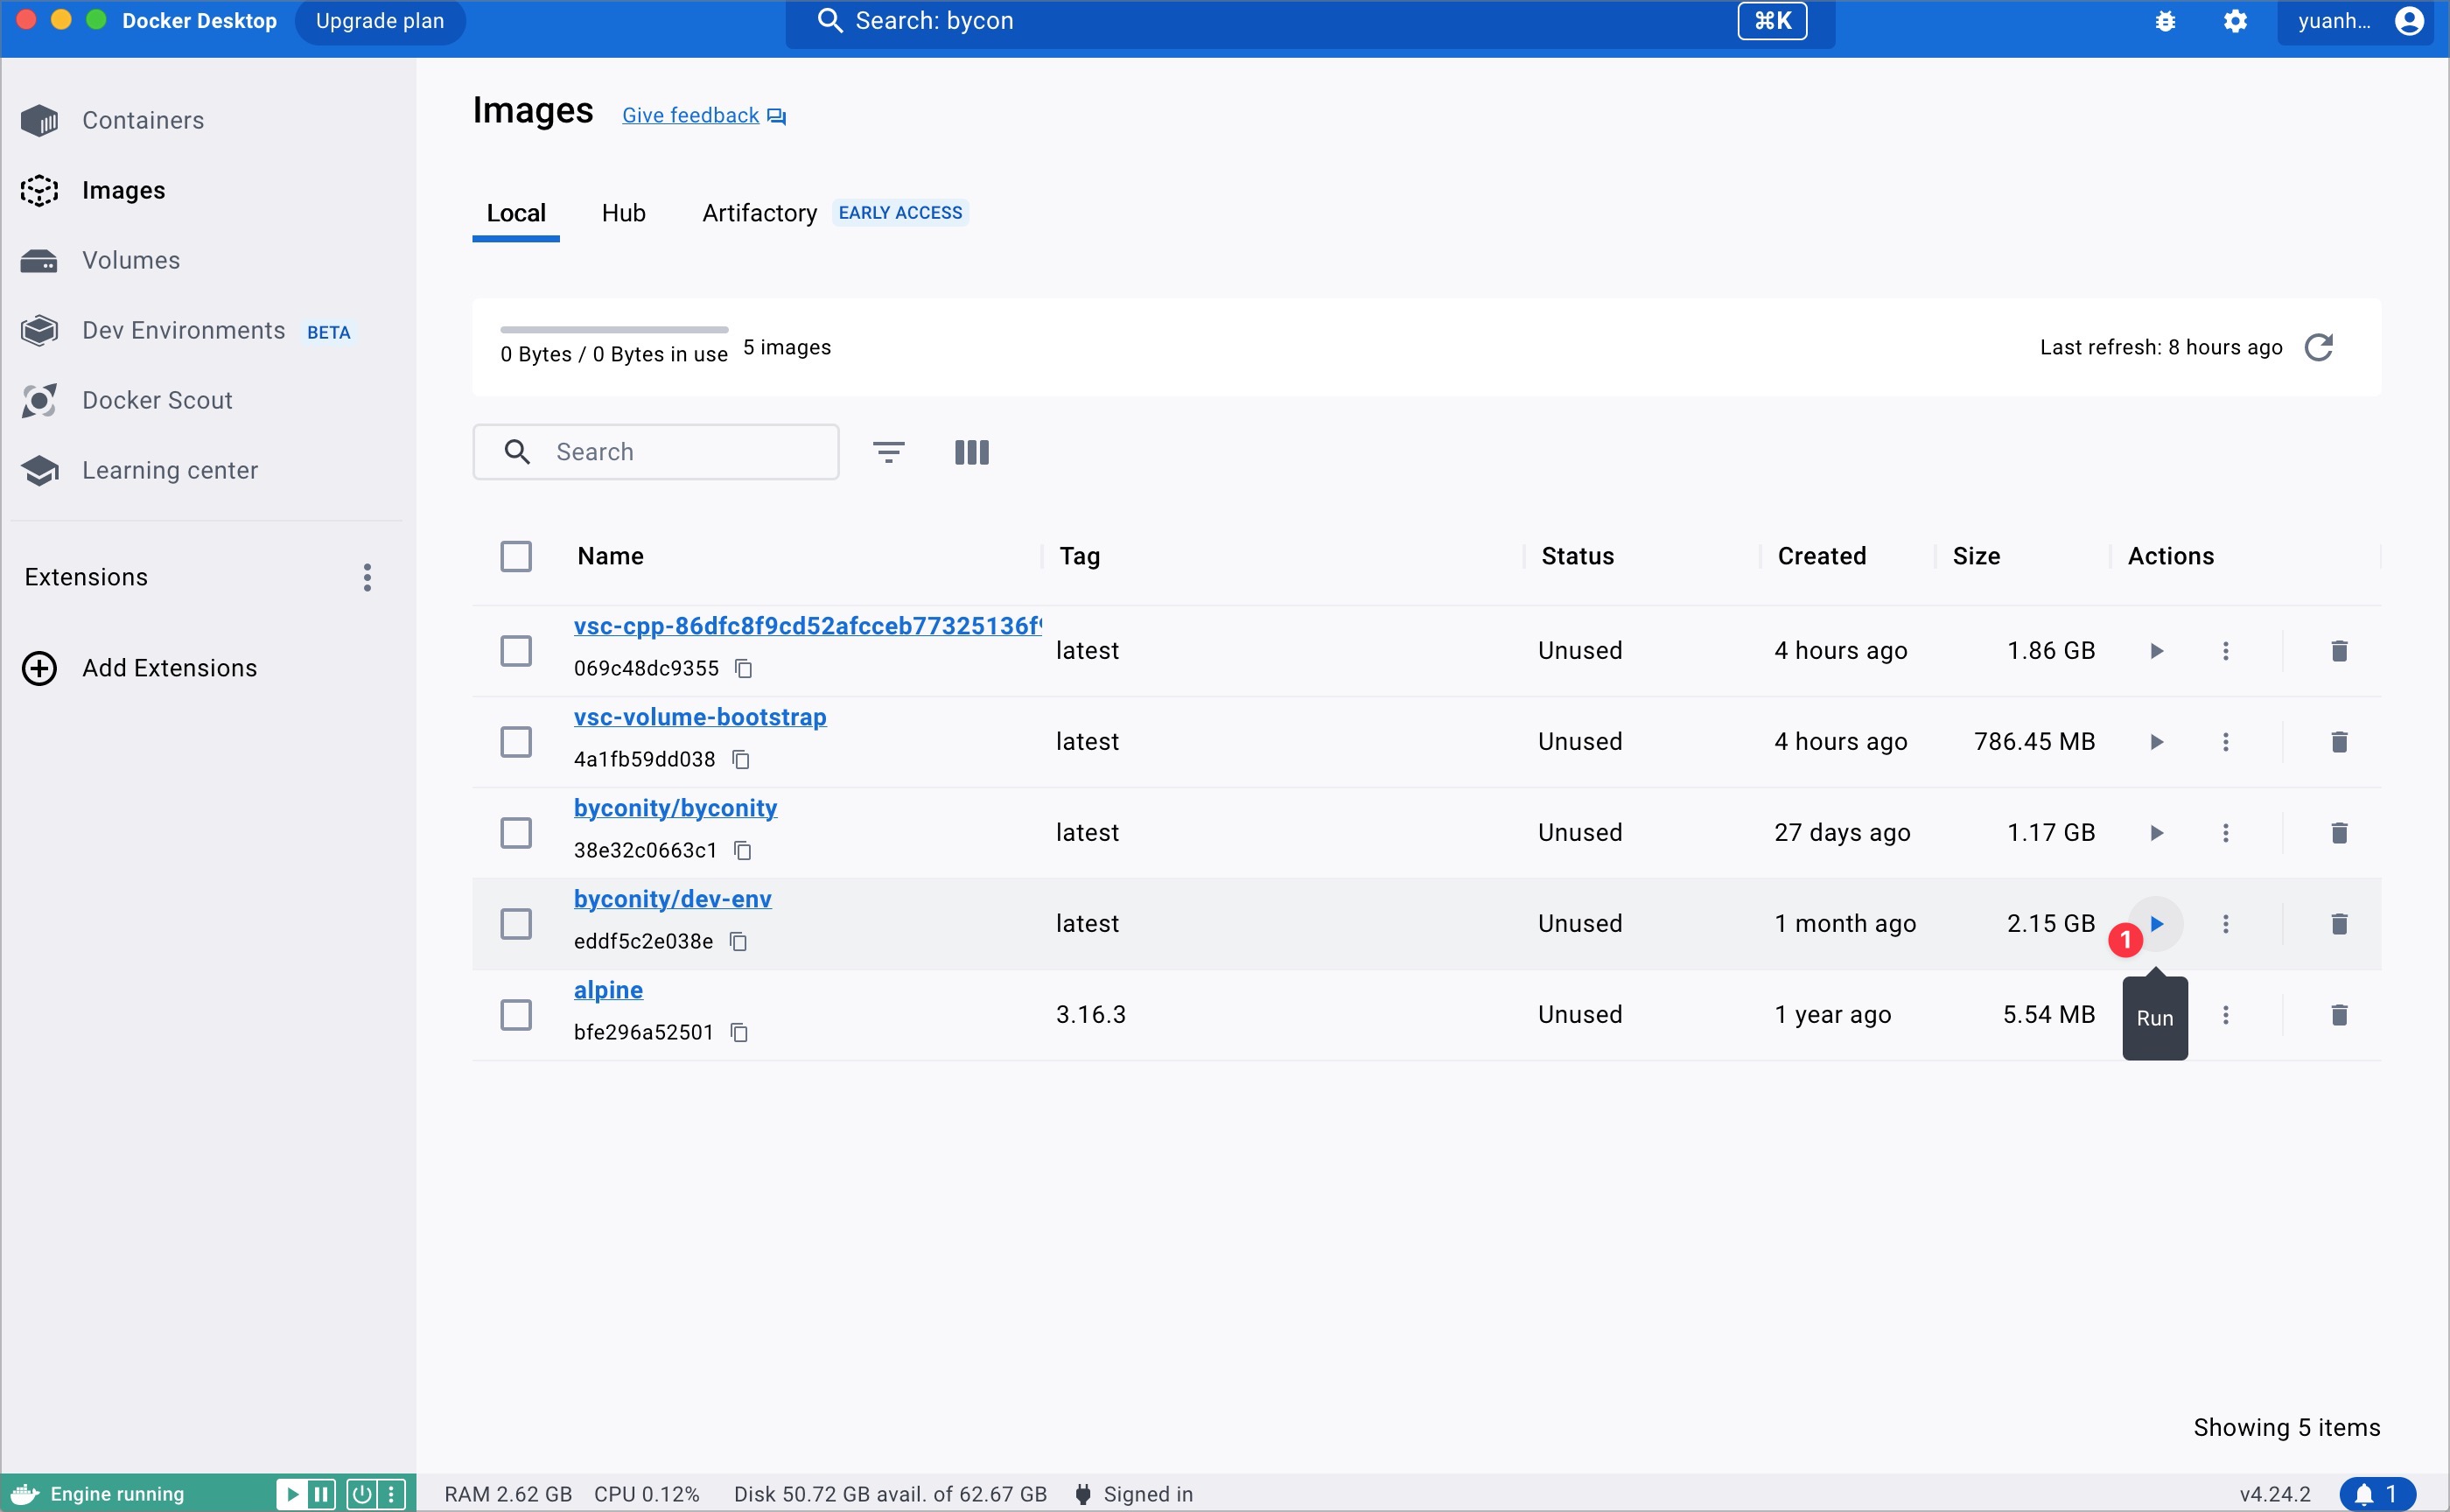 Docker Desktop Upgrade plan Search: bycon ⌘K yuanh...
Containers
Images
Volumes
Dev Environments BETA
Docker Scout
Learning center
Extensions
Add Extensions
Images Give feedback
Local Hub Artifactory EARLY ACCESS
0 Bytes / 0 Bytes in use 5 images Last refresh: 8 hours ago
Search
Name Tag Status Created Size Actions
vsc-cpp-86dfc8f9cd52afcceb77325136f
069c48dc9355 latest Unused 4 hours ago 1.86 GB
vsc-volume-bootstrap
4a1fb59dd038 latest Unused 4 hours ago 786.45 MB
byconity/byconity
38e32c0663c1 latest Unused 27 days ago 1.17 GB
byconity/dev-env
eddf5c2e038e latest Unused 1 month ago 2.15 GB 1
alpine
bfe296a52501 3.16.3 Unused 1 year ago 5.54 MB
Run
Showing 5 items
Engine running RAM 2.62 GB CPU 0.12% Disk 50.72 GB avail. of 62.67 GB Signed in v4.24.2 1